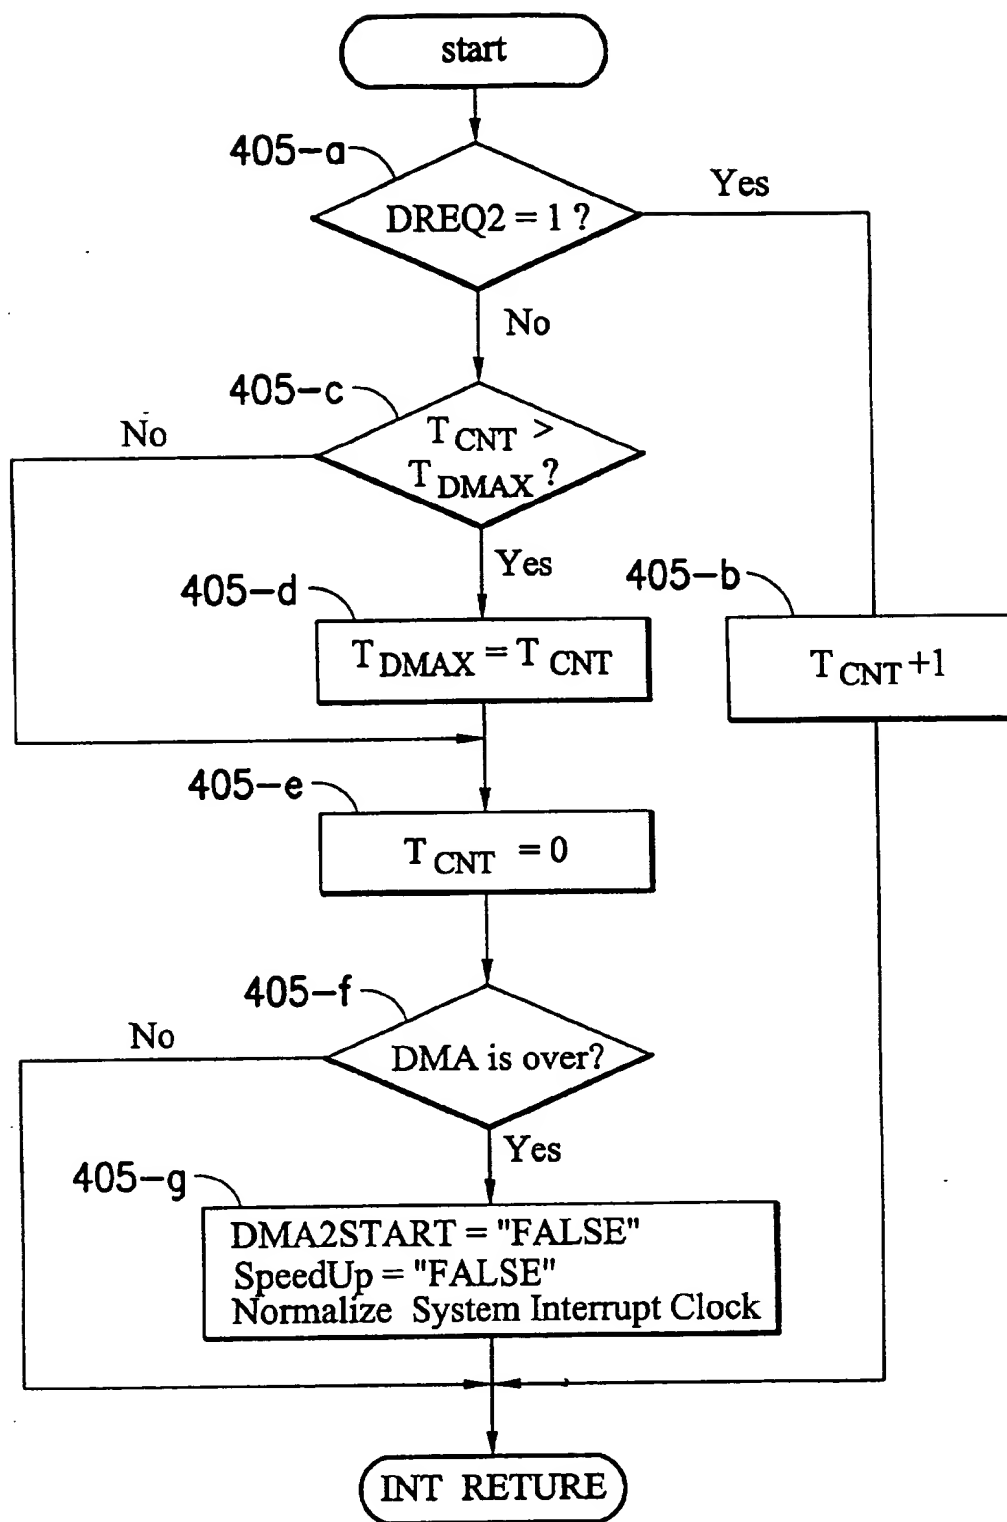 start
405-a
Yes
DREQ2 = 1 ?
No
405-c
No
T CNT >
T DMAX ?
Yes
405-d
405-b
T DMAX = T CNT
T CNT +1
405-e
T CNT = 0
405-f
No
DMA is over?
Yes
405-g
DMA2START = "FALSE"
SpeedUp = "FALSE"
Normalize System Interrupt Clock
INT RETURE